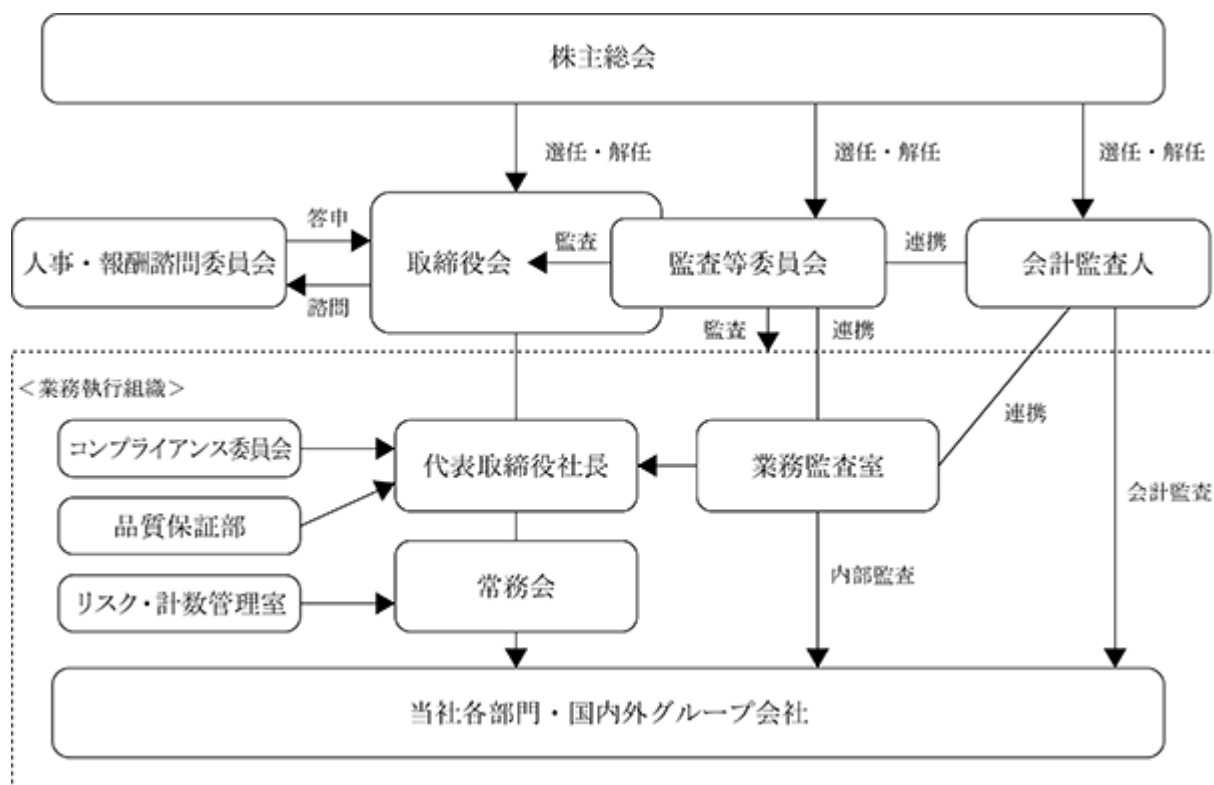 株主総会
選任・解任
選任・解任
選任・解任
人事・報酬諮問委員会
答申
諮問
取締役会
監査
監査等委員会
連携
会計監査人
監査
連携
<業務執行組織>
連携
コンプライアンス委員会
代表取締役社長
業務監査室
会計監査
品質保証部
常務会
内部監査
リスク・計数管理室
当社各部門・国内外グループ会社